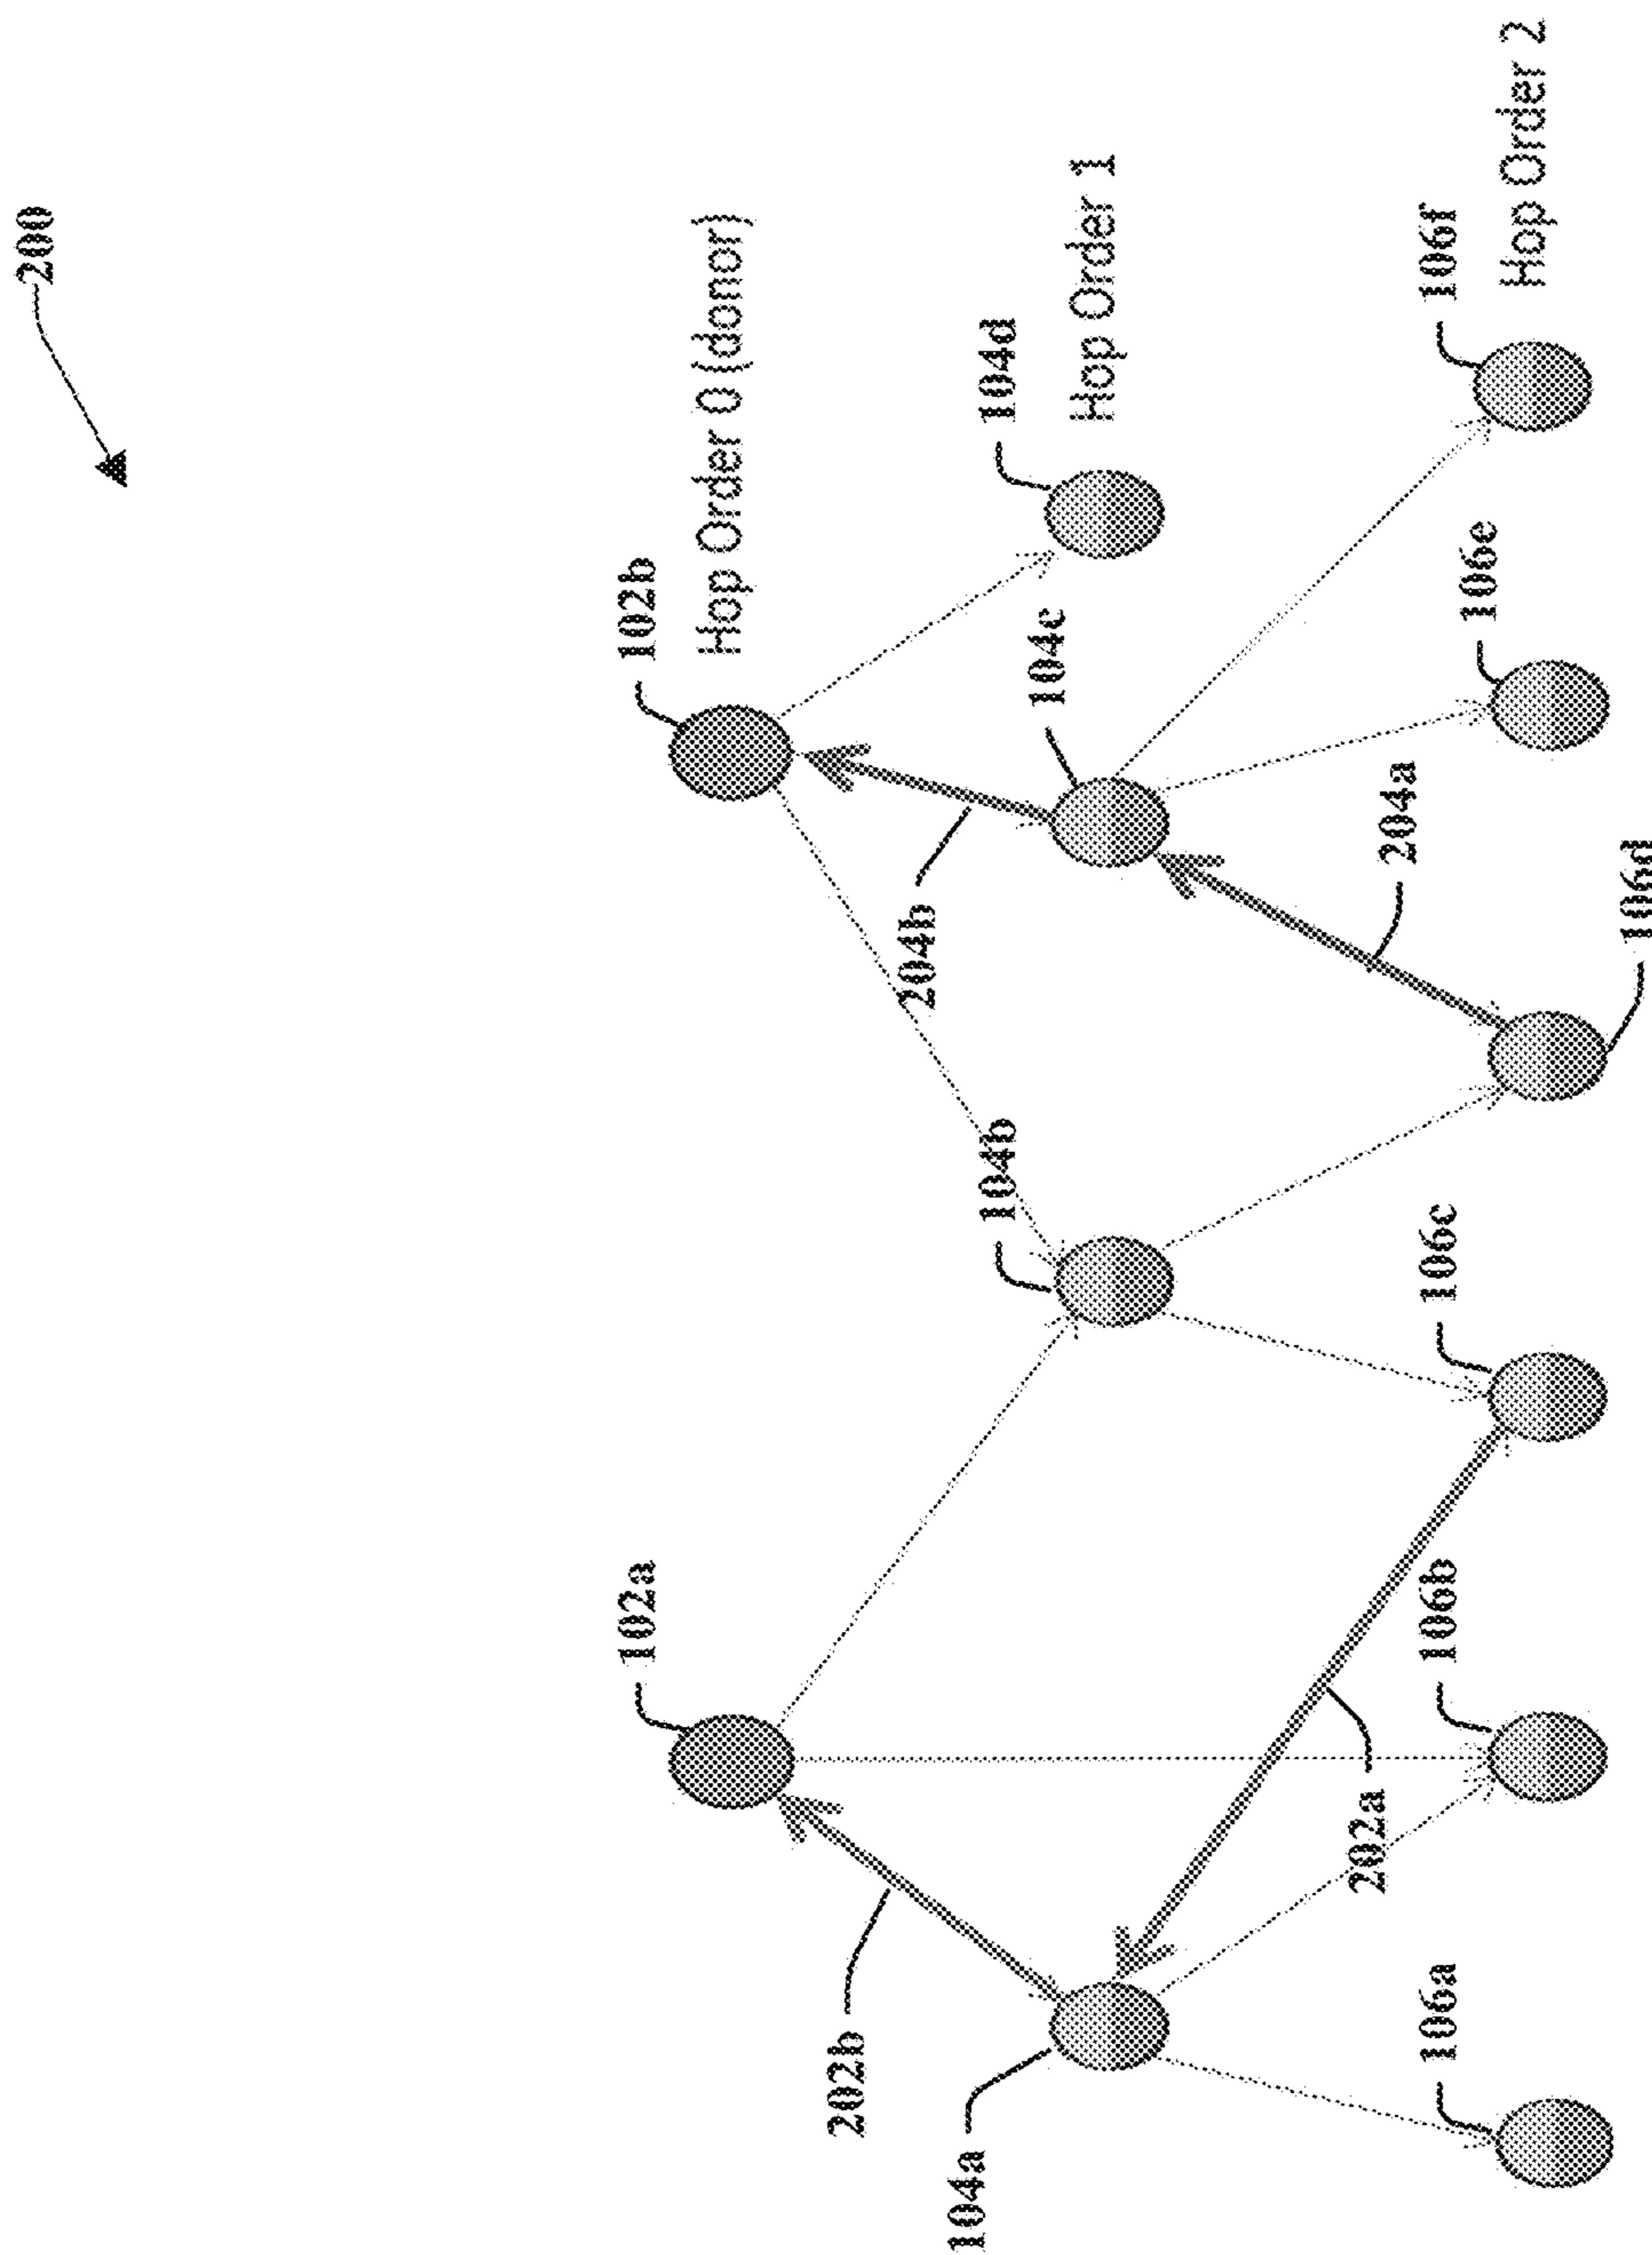 200
102a
102b
Hop Order 0 (donor)
202b
204b
104a
104b
104c
104d
Hop Order 1
202a
204a
106a
106b
106c
106d
106e
106f
Hop Order 2